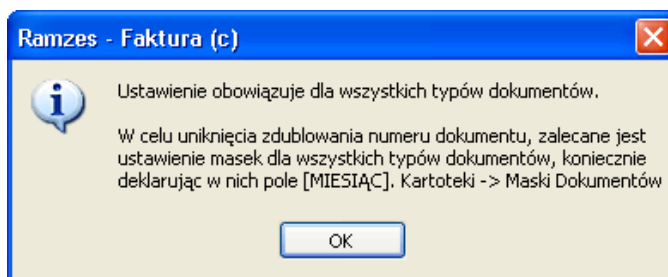 Ramzes - Faktura (c)
Ustawienie obowiązuje dla wszystkich typów dokumentów.
W celu uniknięcia zdublowania numeru dokumentu, zalecane jest
ustawienie masek dla wszystkich typów dokumentów, koniecznie
deklarując w nich pole [MIESIĄC]. Kartoteki -> Maski Dokumentów
OK